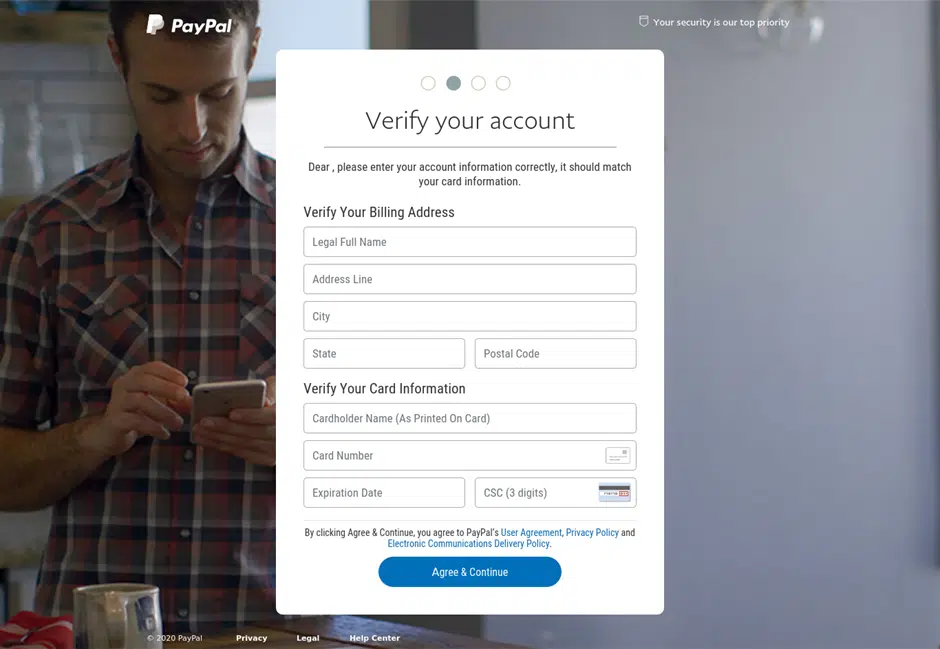 PayPal
Your security is our top priority
Verify your account
Dear , please enter your account information correctly, it should match
your card information.
Verify Your Billing Address
Legal Full Name
Address Line
City
State
Postal Code
Verify Your Card Information
Cardholder Name (As Printed On Card)
Card Number
Expiration Date
CSC (3 digits)
By clicking Agree & Continue, you agree to PayPal's User Agreement, Privacy Policy and
Electronic Communications Delivery Policy.
Agree & Continue
© 2020 PayPal
Privacy
Legal
Help Center